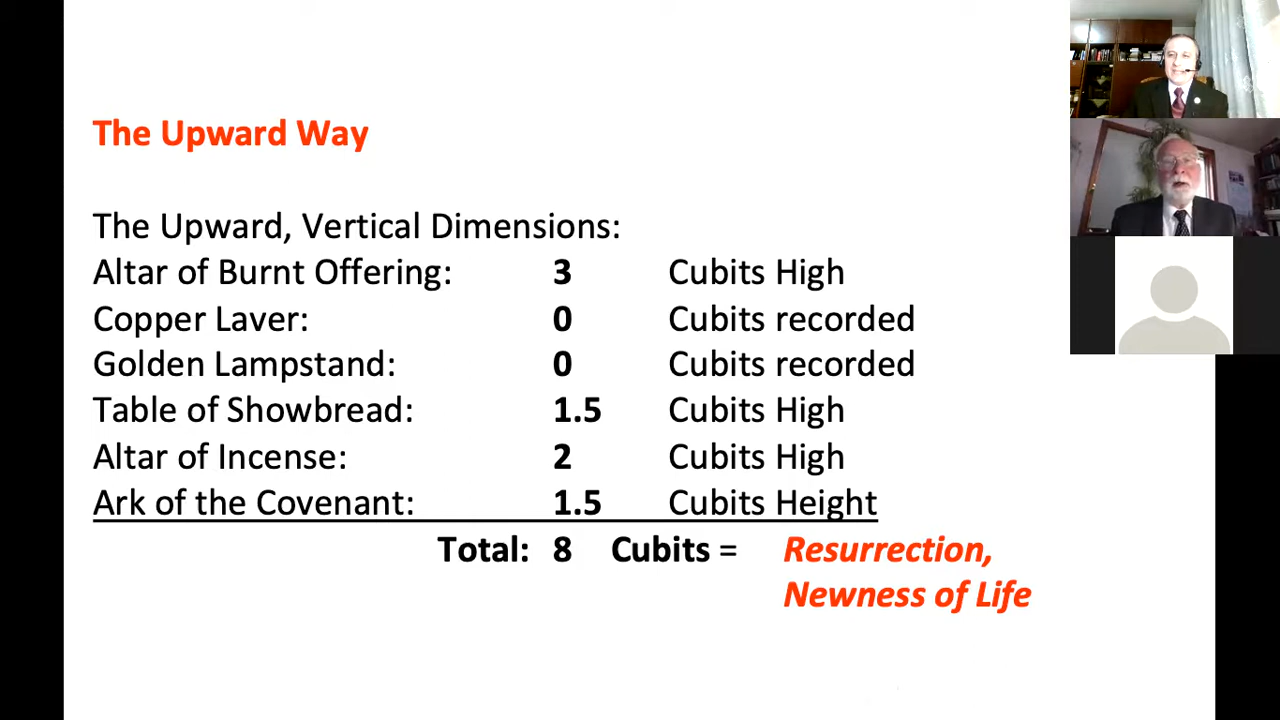 The Upward Way
The Upward, Vertical Dimensions:
Altar of Burnt Offering: 3 Cubits High
Copper Laver: 0 Cubits recorded
Golden Lampstand: 0 Cubits recorded
Table of Showbread: 1.5 Cubits High
Altar of Incense: 2 Cubits High
Ark of the Covenant: 1.5 Cubits Height
Total: 8 Cubits = Resurrection,
Newness of Life